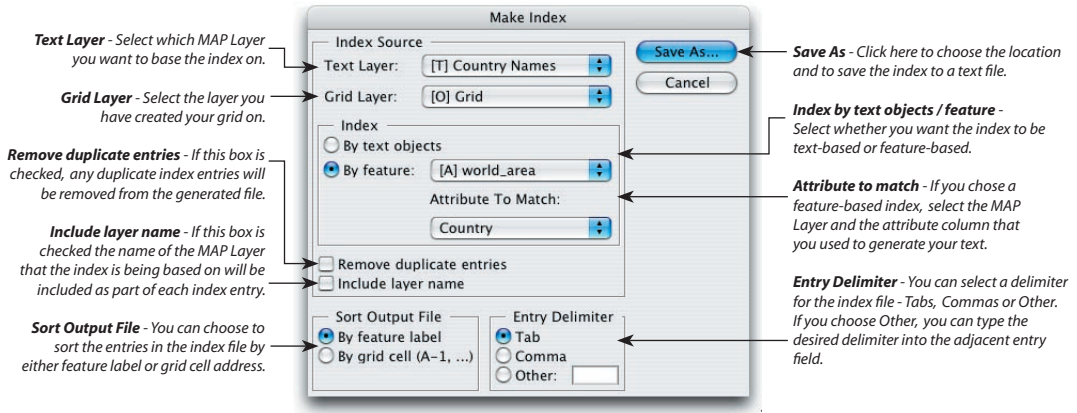 Make Index
Text Layer - Select which MAP Layer
you want to base the index on.
Grid Layer - Select the layer you
have created your grid on.
Remove duplicate entries - If this box is
checked, any duplicate index entries will
be removed from the generated file.
Include layer name - If this box is
checked the name of the MAP Layer
that the index is being based on will be
included as part of each index entry.
Sort Output File - You can choose to
sort the entries in the index file by
either feature label or grid cell address.
Index Source
Text Layer: [T] Country Names
Grid Layer: [O] Grid
Index
By text objects
By feature: [A] world_area
Attribute To Match:
Country
Remove duplicate entries
Include layer name
Sort Output File
By feature label
By grid cell (A-1, ...)
Entry Delimiter
Tab
Comma
Other:
Save As...
Cancel
Save As - Click here to choose the location
and to save the index to a text file.
Index by text objects / feature -
Select whether you want the index to be
text-based or feature-based.
Attribute to match - If you chose a
feature-based index, select the MAP
Layer and the attribute column that
you used to generate your text.
Entry Delimiter - You can select a delimiter
for the index file - Tabs, Commas or Other.
If you choose Other, you can type the
desired delimiter into the adjacent entry
field.